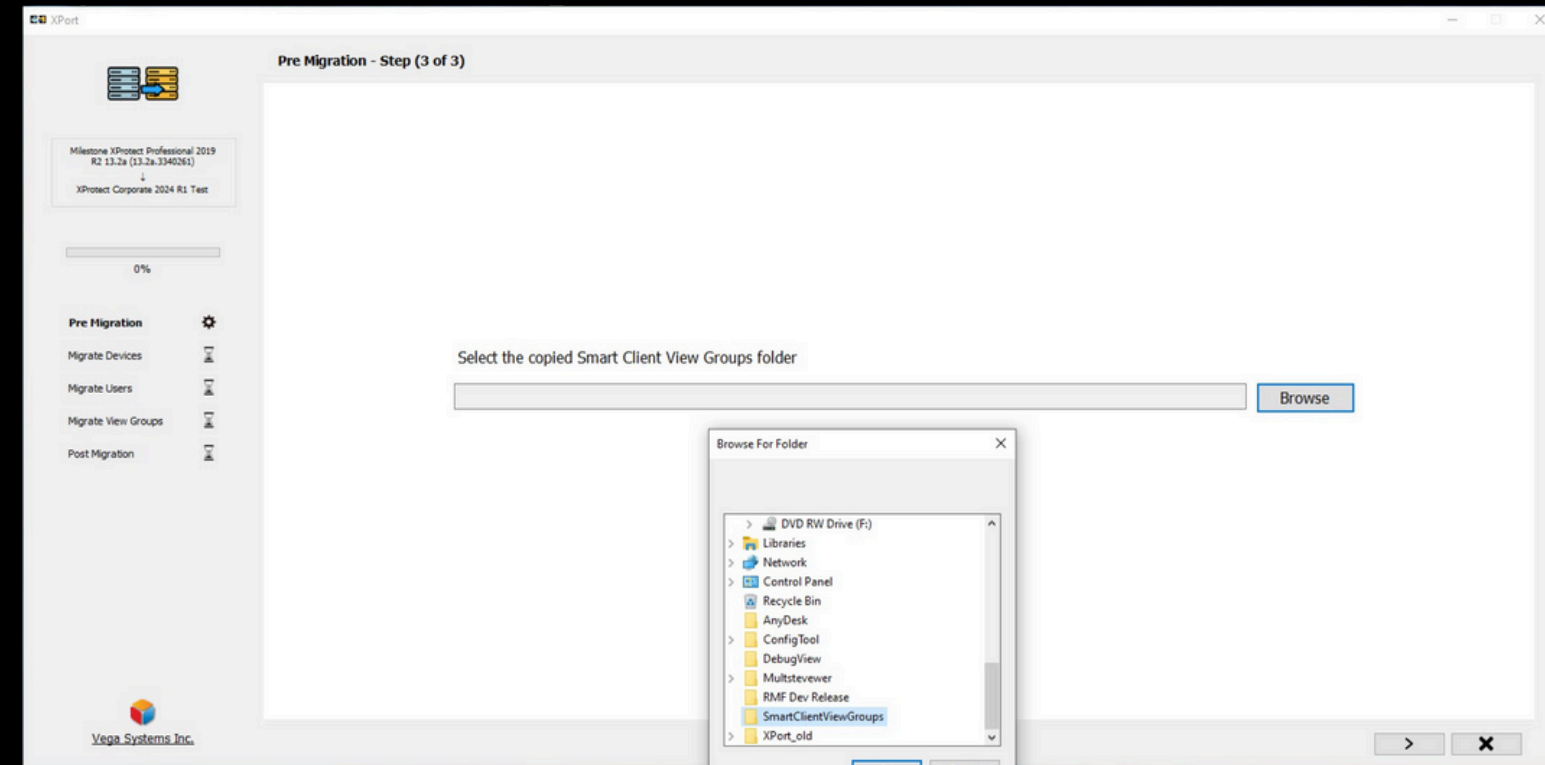 XPort
Pre Migration - Step (3 of 3)
Milestone XProtect Professional 2019
R2 13.2a (13.2a.3340261)
↓
XProtect Corporate 2024 R1 Test
0%
Pre Migration
Migrate Devices
Migrate Users
Migrate View Groups
Post Migration
Vega Systems Inc.
Select the copied Smart Client View Groups folder
Browse
Browse For Folder
DVD RW Drive (F:)
Libraries
Network
Control Panel
Recycle Bin
AnyDesk
ConfigTool
DebugView
Multstevewer
RMF Dev Release
SmartClientViewGroups
XPort_old